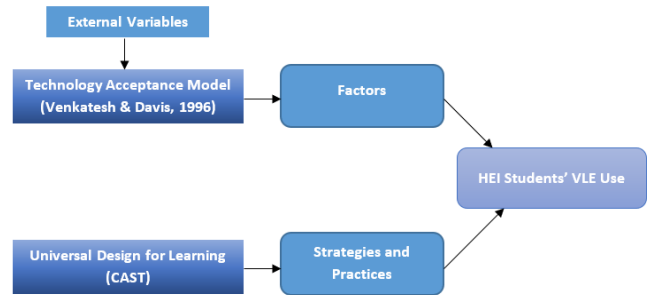 External Variables
Technology Acceptance Model
(Venkatesh & Davis, 1996)
Factors
HEI Students’ VLE Use
Universal Design for Learning
(CAST)
Strategies and
Practices